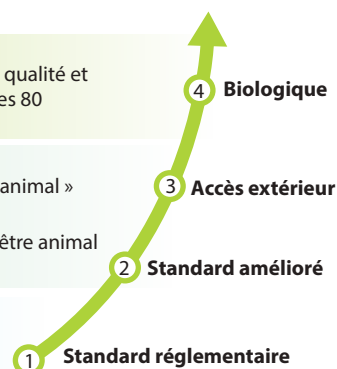 qualité et
es 80
4 Biologique
animal »
3 Accès extérieur
être animal
2 Standard amélioré
1 Standard réglementaire